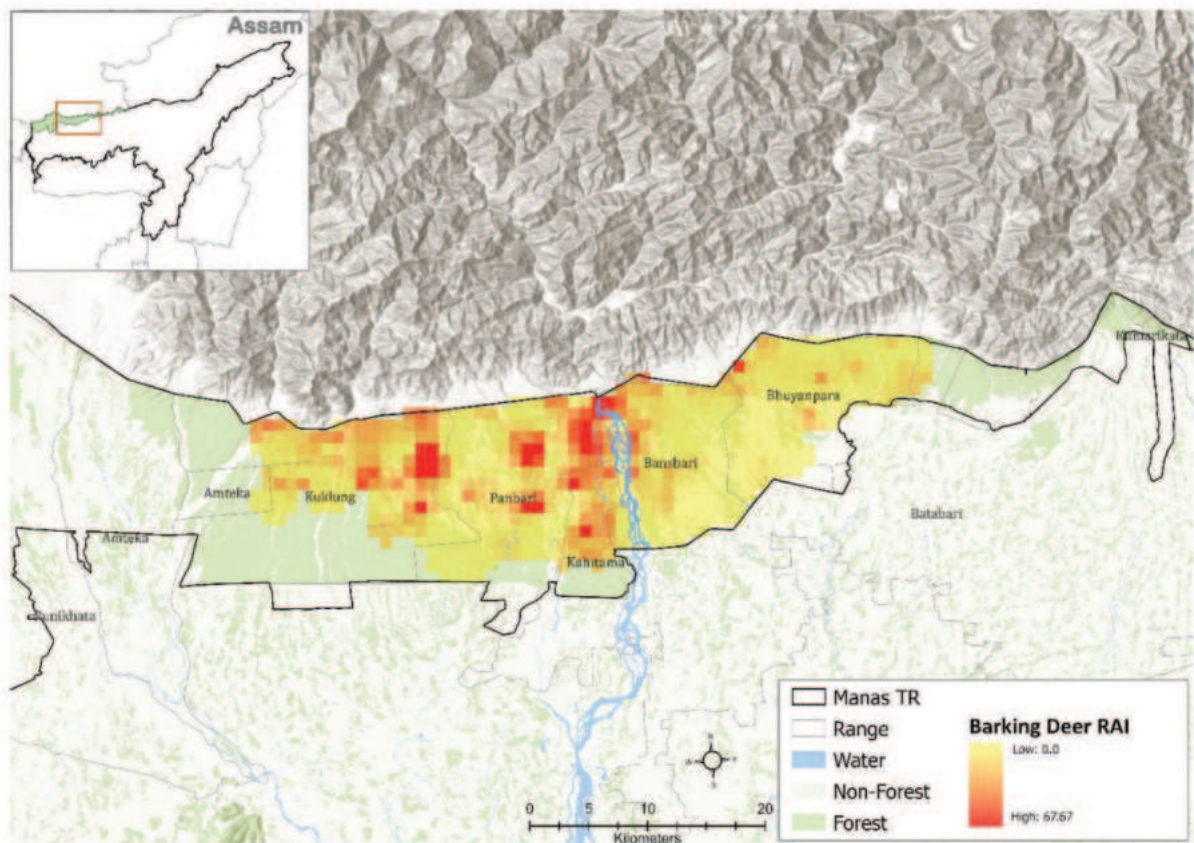 Assam
Kumarikata
Bhuyanpara
Bansbari
Amteka
Kuklung
Panbari
Batabari
Amteka
Kahitama
Manas TR
Range
Water
Non-Forest
Forest
Barking Deer RAI
Low: 0.0
High: 67.67
0 5 10 20
Kilometers